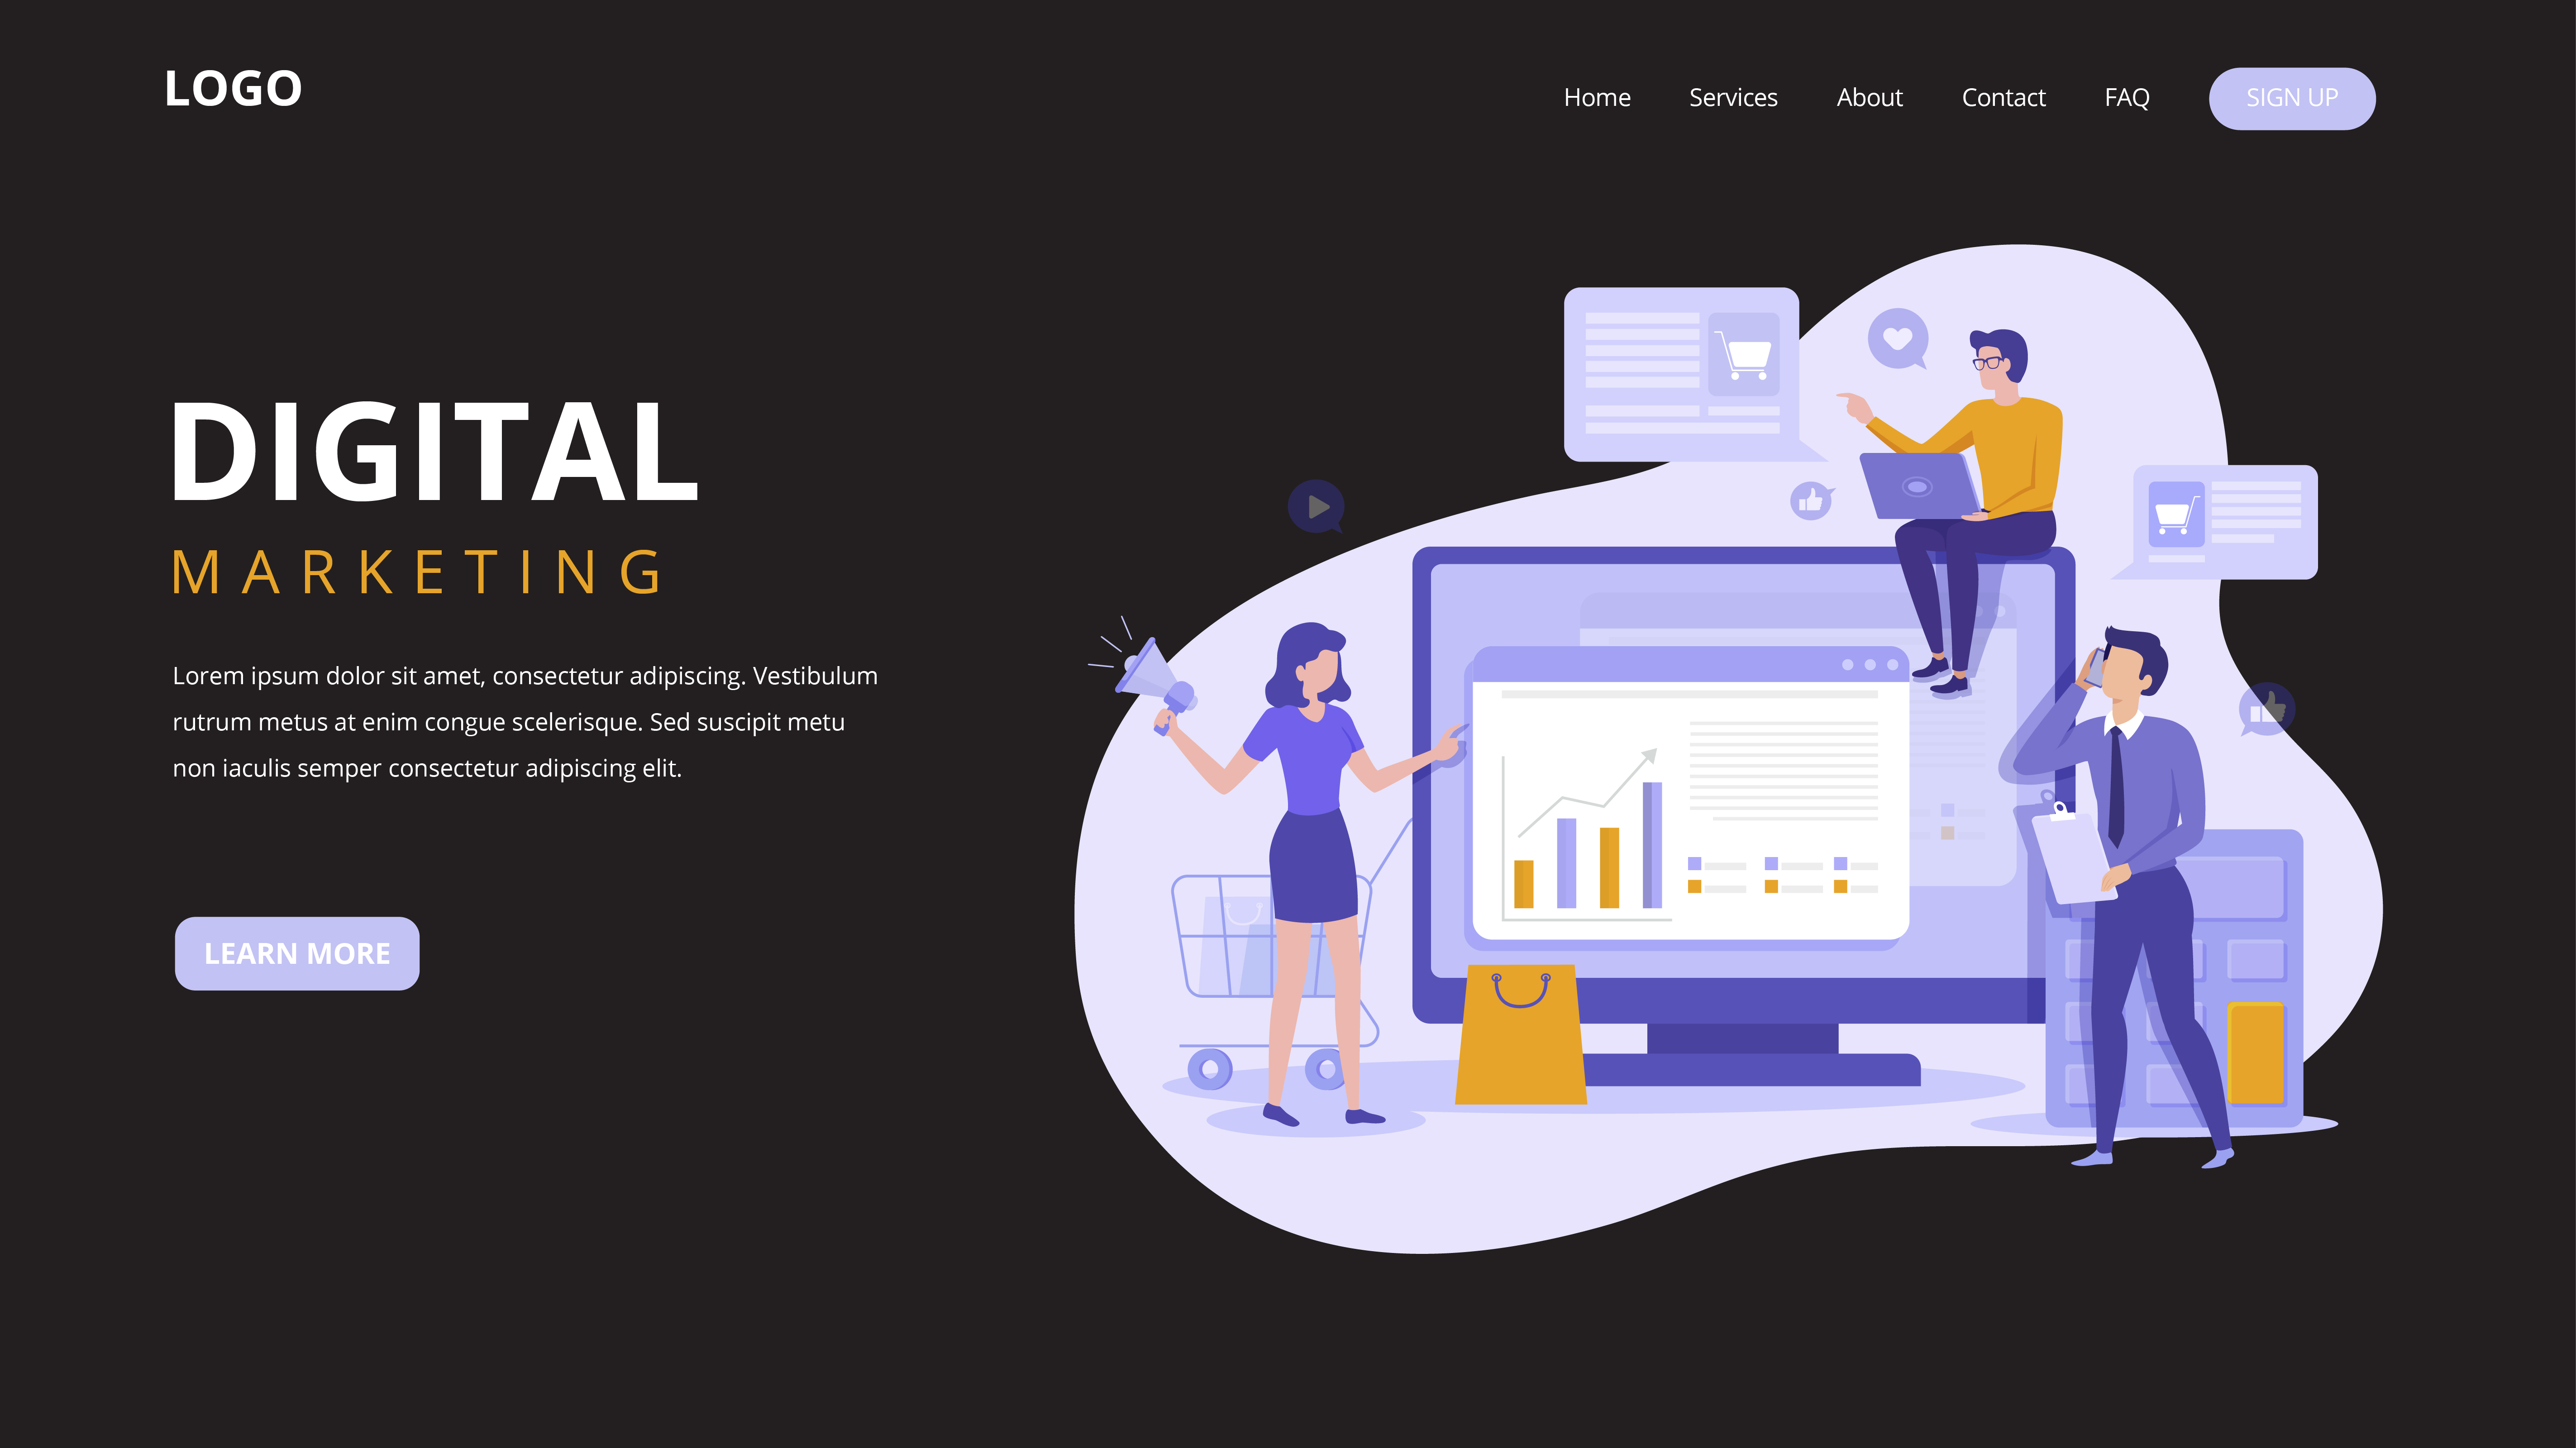 LOGO
Home Services About Contact FAQ SIGN UP
DIGITAL
MARKETING
Lorem ipsum dolor sit amet, consectetur adipiscing. Vestibulum
rutrum metus at enim congue scelerisque. Sed suscipit metu
non iaculis semper consectetur adipiscing elit.
LEARN MORE